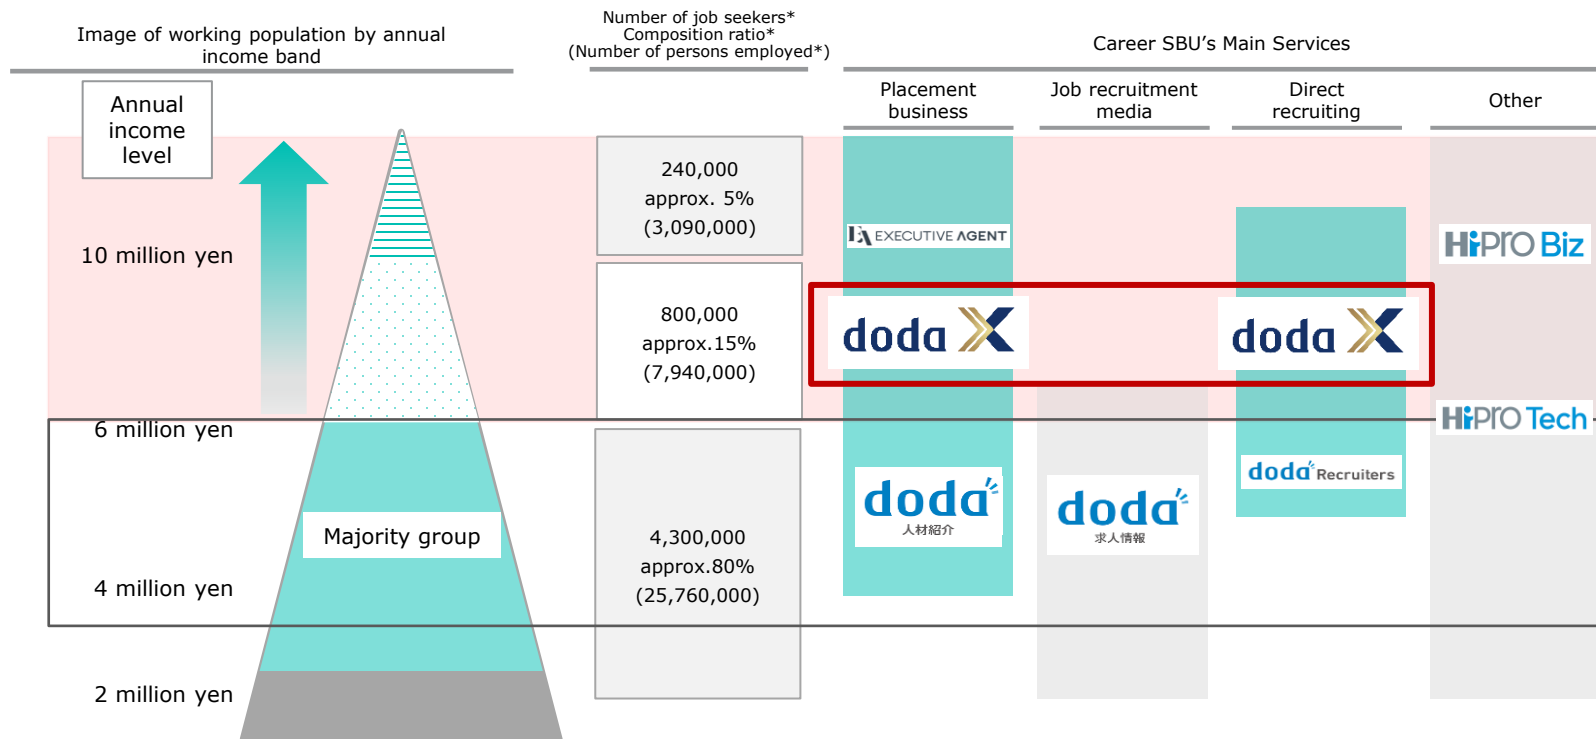 Image of working population by annual
income band
Number of job seekers*
Composition ratio*
(Number of persons employed*)
Career SBU's Main Services
Placement
business
Job recruitment
media
Direct
recruiting
Other
Annual
income
level
10 million yen
6 million yen
4 million yen
2 million yen
Majority group
240,000
approx. 5%
(3,090,000)
800,000
approx.15%
(7,940,000)
4,300,000
approx.80%
(25,760,000)
EA EXECUTIVE AGENT
doda X
doda
人材紹介
doda
求人情報
doda X
doda Recruiters
HiPRO Biz
HiPRO Tech